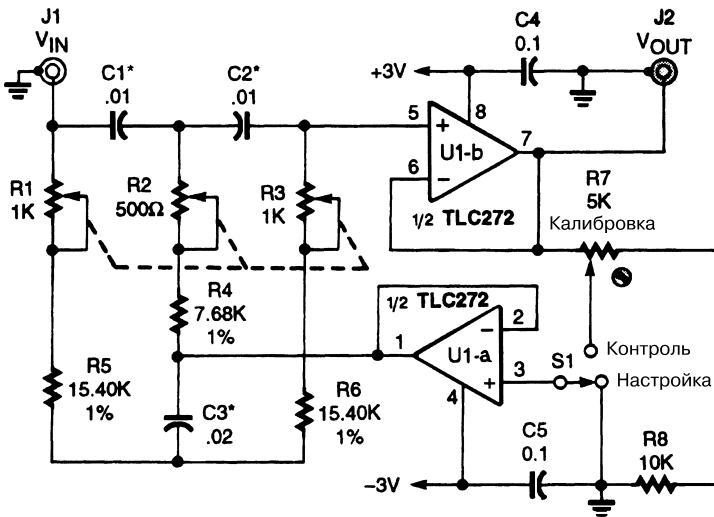 J1
VIN
C1*
.01
C2*
.01
+3V
C4
0.1
J2
VOUT
R1
1K
R2
500Ω
R3
1K
5
+
8
U1-b
7
6
−
1/2 TLC272
R7
5K
Калибровка
R4
7.68K
1%
1/2 TLC272
1
−
2
U1-a
+
3
4
S1
Контроль
Настройка
R5
15.40K
1%
C3*
.02
R6
15.40K
1%
−3V
C5
0.1
R8
10K